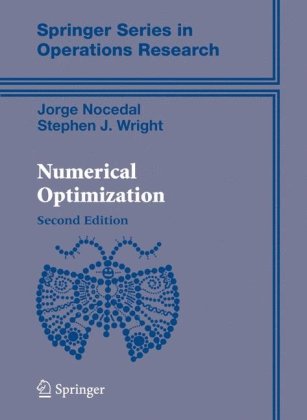 Springer Series in
Operations Research
Jorge Nocedal
Stephen J. Wright
Numerical
Optimization
Second Edition
Springer